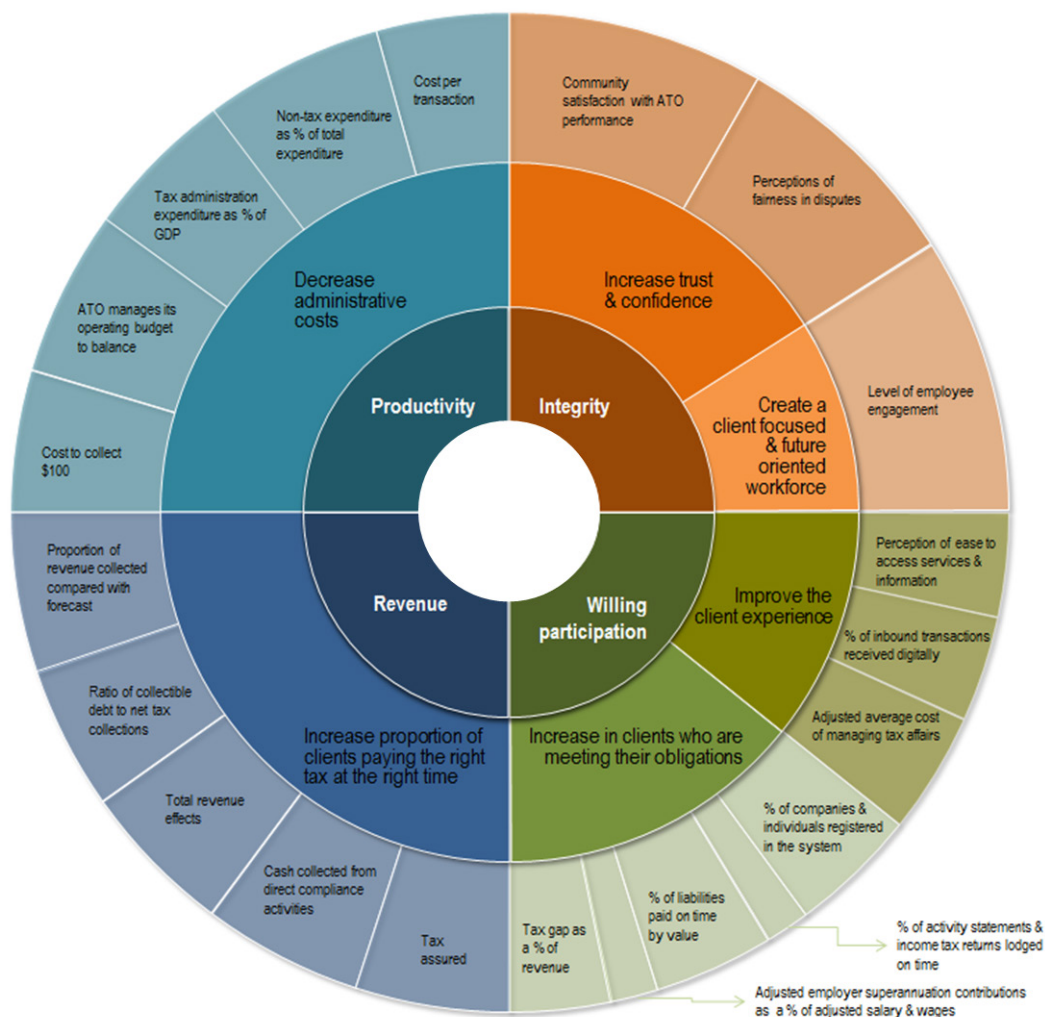 Cost per
transaction
Non-tax expenditure
as % of total
expenditure
Tax administration
expenditure as % of
GDP
ATO manages its
operating budget
to balance
Cost to collect
$100
Community
satisfaction with ATO
performance
Perceptions of
fairness in disputes
Level of employee
engagement
Decrease
administrative
costs
Increase trust
& confidence
Create a
client focused
& future
oriented
workforce
Productivity
Integrity
Revenue
Willing
participation
Improve the
client experience
Increase proportion of
clients paying the right
tax at the right time
Increase in clients who are
meeting their obligations
Proportion of
revenue collected
compared with
forecast
Ratio of collectible
debt to net tax
collections
Total revenue
effects
Cash collected from
direct compliance
activities
Tax
assured
Perception of ease to
access services &
information
% of inbound transactions
received digitally
Adjusted average cost
of managing tax affairs
% of companies &
individuals registered
in the system
% of liabilities
paid on time
by value
Tax gap as
a % of
revenue
% of activity statements &
income tax returns lodged
on time
Adjusted employer superannuation contributions
as a % of adjusted salary & wages